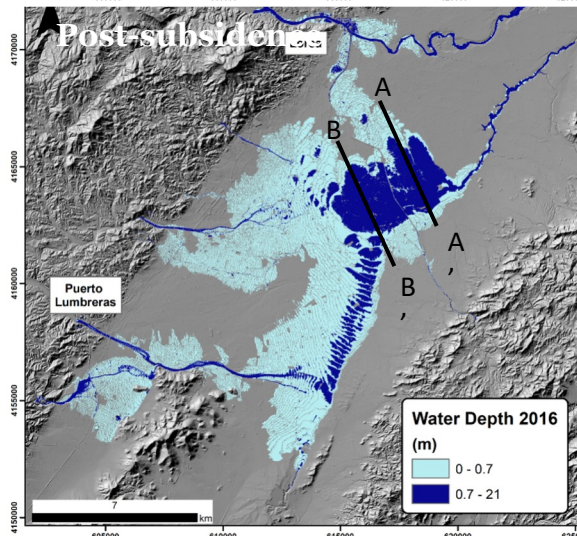 Post-subsidence
Lorca
4170000
A
B
4165000
A
,
B
,
4160000
Puerto
Lumbreras
4155000
Water Depth 2016
(m)
0 - 0.7
0.7 - 21
7
km
4150000
605000
610000
615000
620000